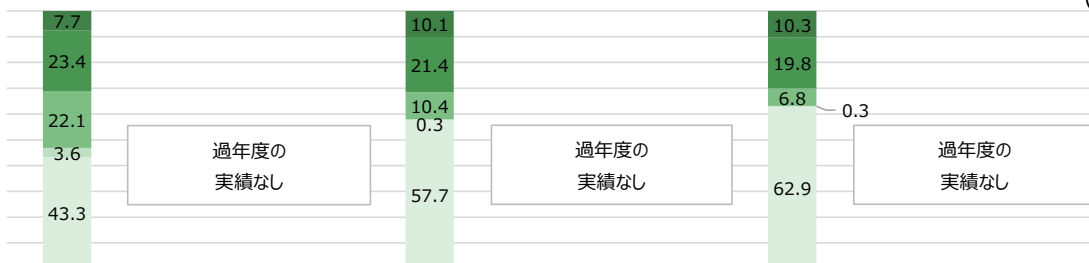 7.7
23.4
22.1
3.6
43.3
過年度の
実績なし
10.1
21.4
10.4
0.3
57.7
過年度の
実績なし
10.3
19.8
6.8
0.3
62.9
過年度の
実績なし